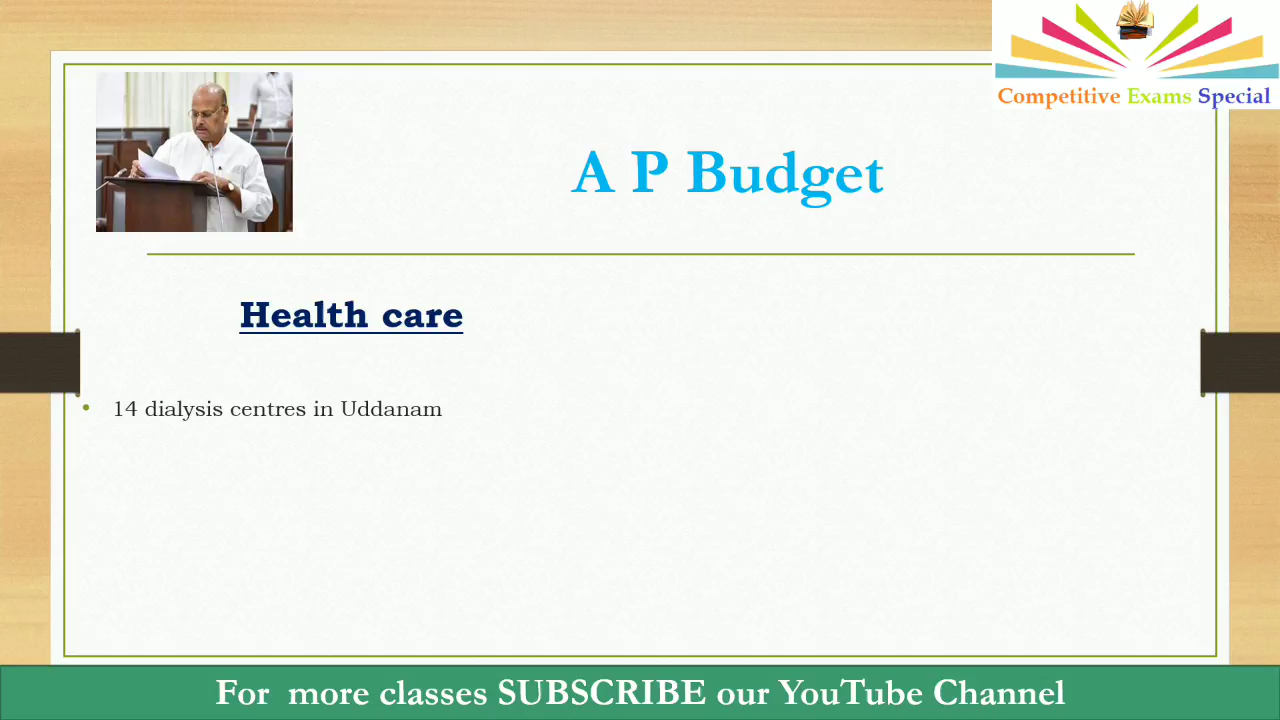 Competitive Exams Special
A P Budget
Health care
• 14 dialysis centres in Uddanam
For more classes SUBSCRIBE our YouTube Channel